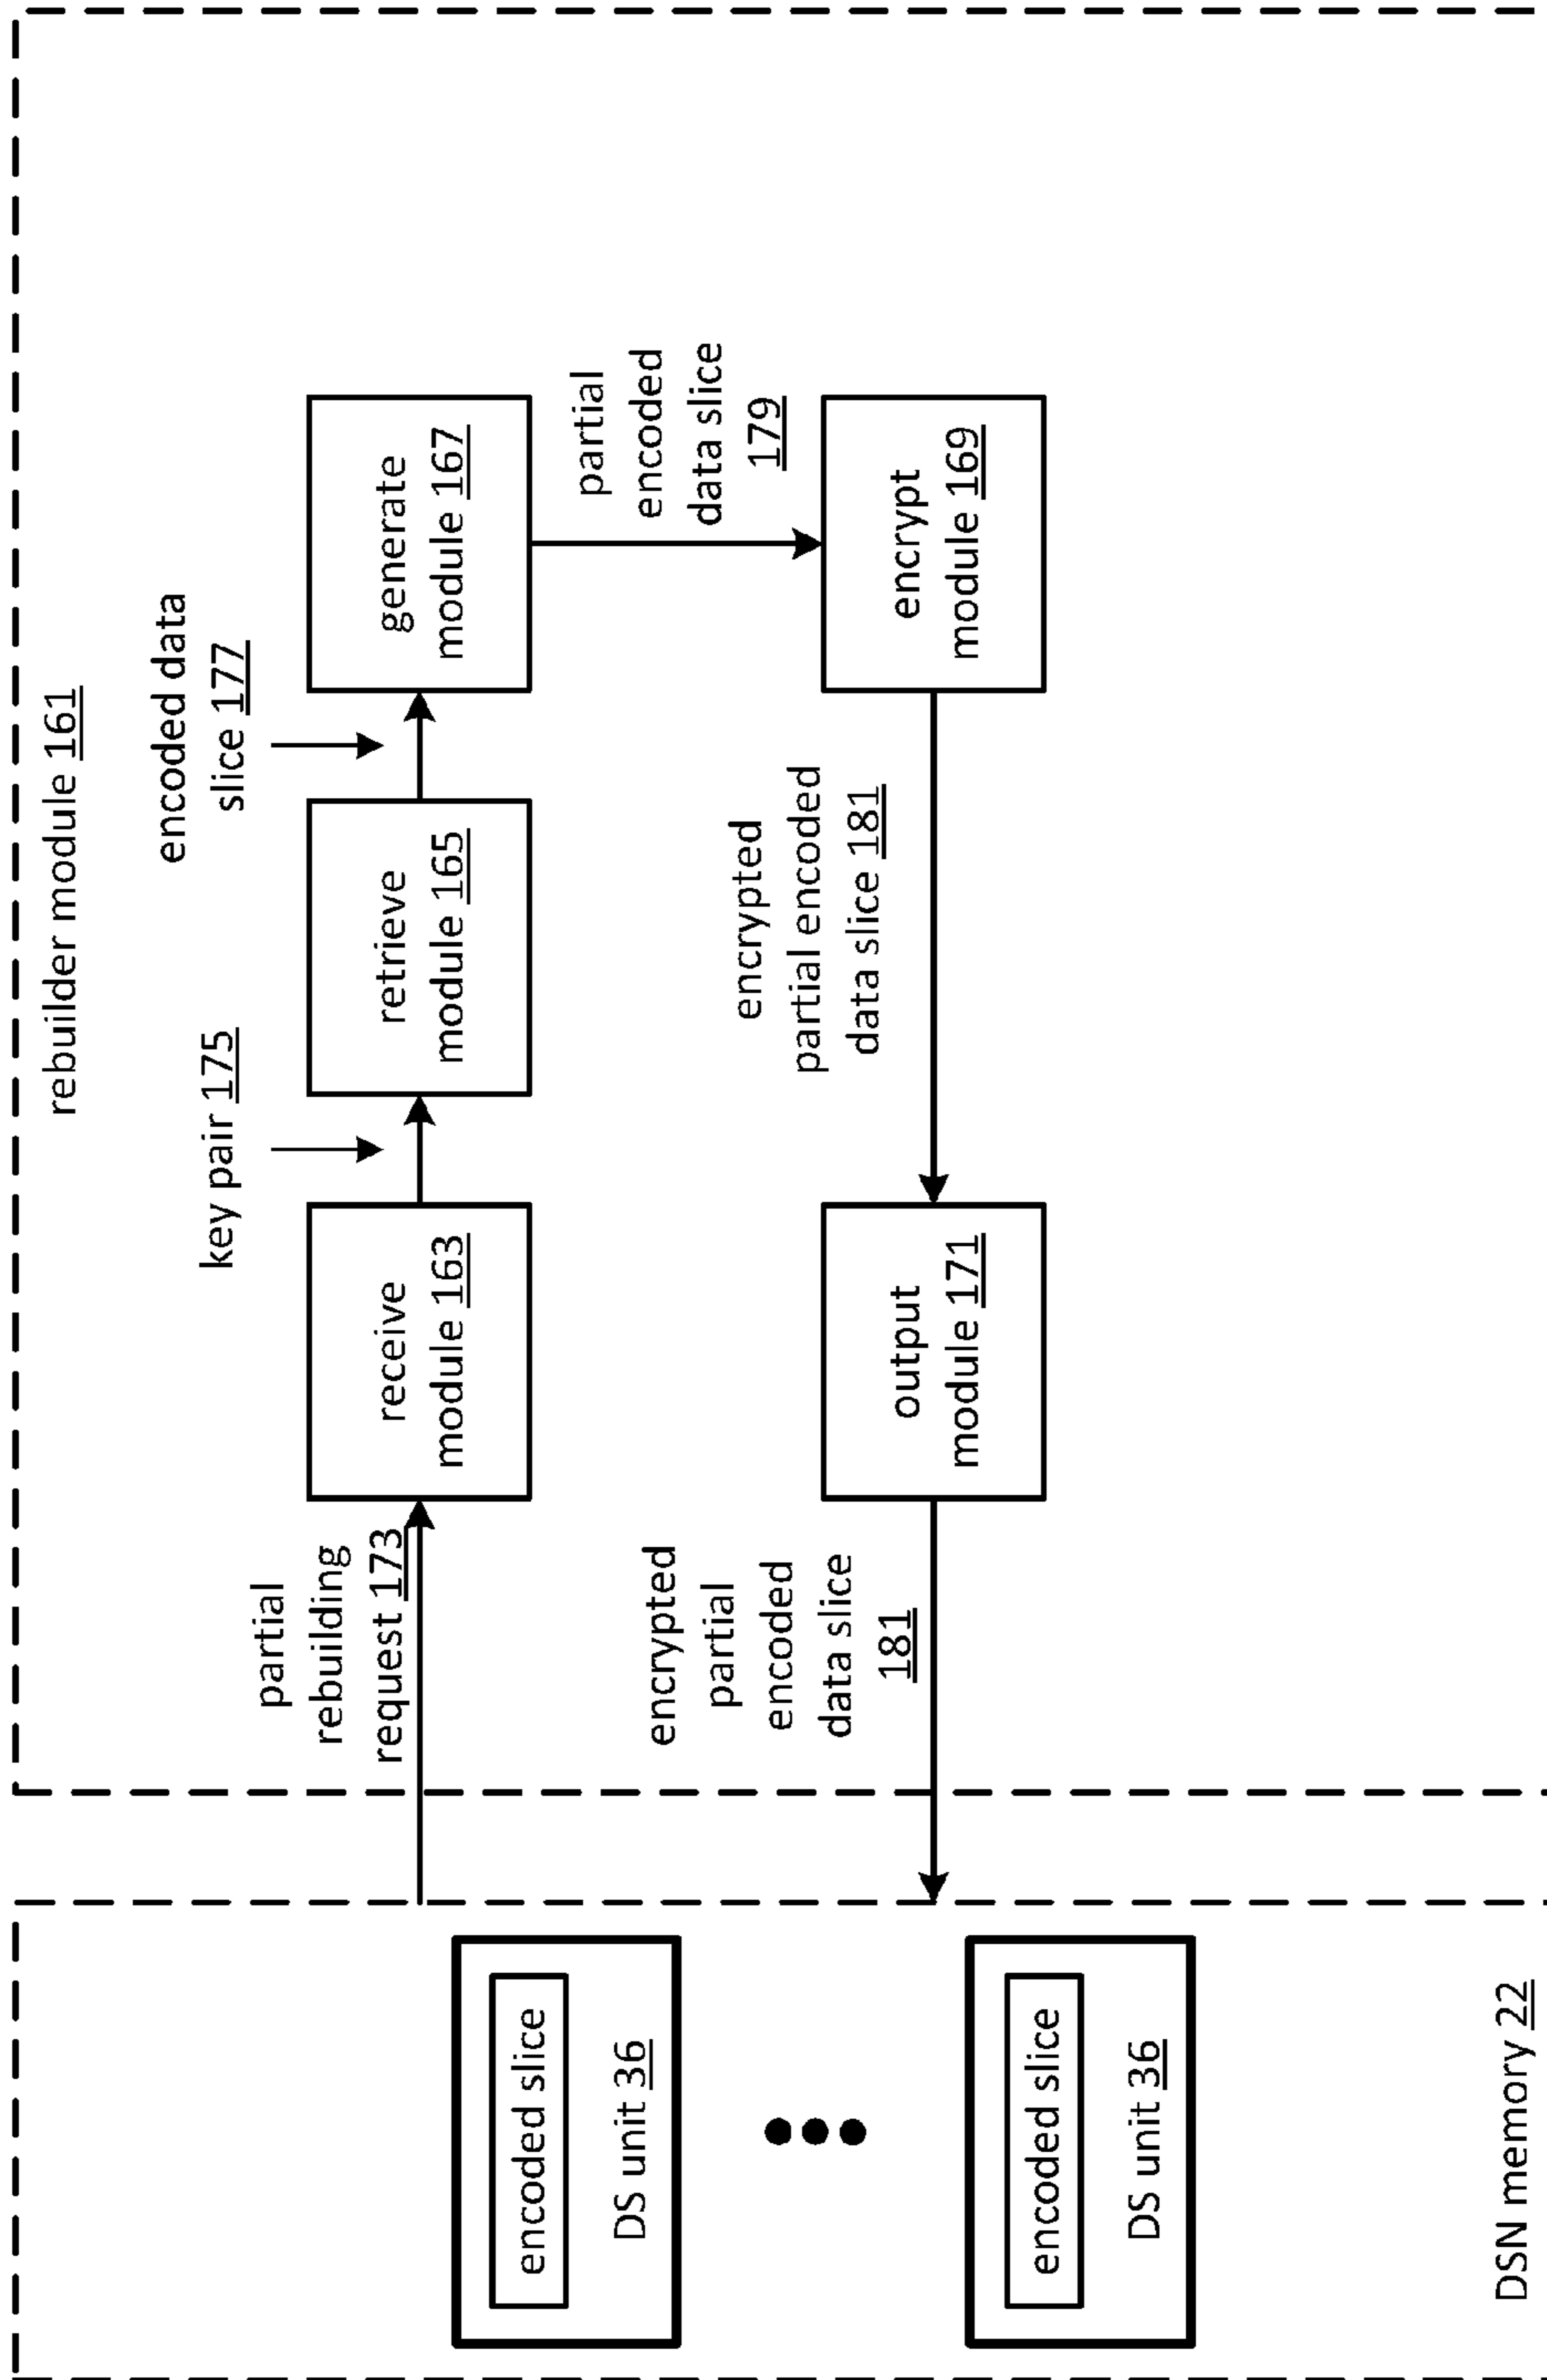 rebuilder module 161
key pair 175
encoded data
slice 177
partial
rebuilding
request 173
receive
module 163
retrieve
module 165
generate
module 167
partial
encoded
data slice
179
encrypted
partial
encoded
data slice
181
output
module 171
encrypted
partial encoded
data slice 181
encrypt
module 169
encoded slice
DS unit 36
encoded slice
DS unit 36
DSN memory 22